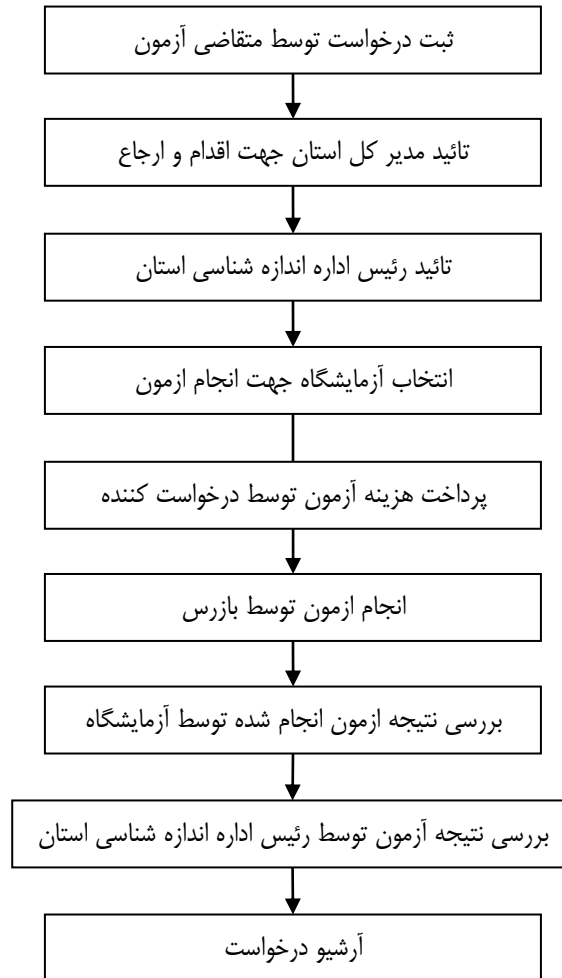 ثبت درخواست توسط متقاضی آزمون
تائید مدیر کل استان جهت اقدام و ارجاع
تائید رئیس اداره اندازه شناسی استان
انتخاب آزمایشگاه جهت انجام ازمون
پرداخت هزینه آزمون توسط درخواست کننده
انجام ازمون توسط بازرس
بررسی نتیجه ازمون انجام شده توسط آزمایشگاه
بررسی نتیجه آزمون توسط رئیس اداره اندازه شناسی استان
آرشیو درخواست